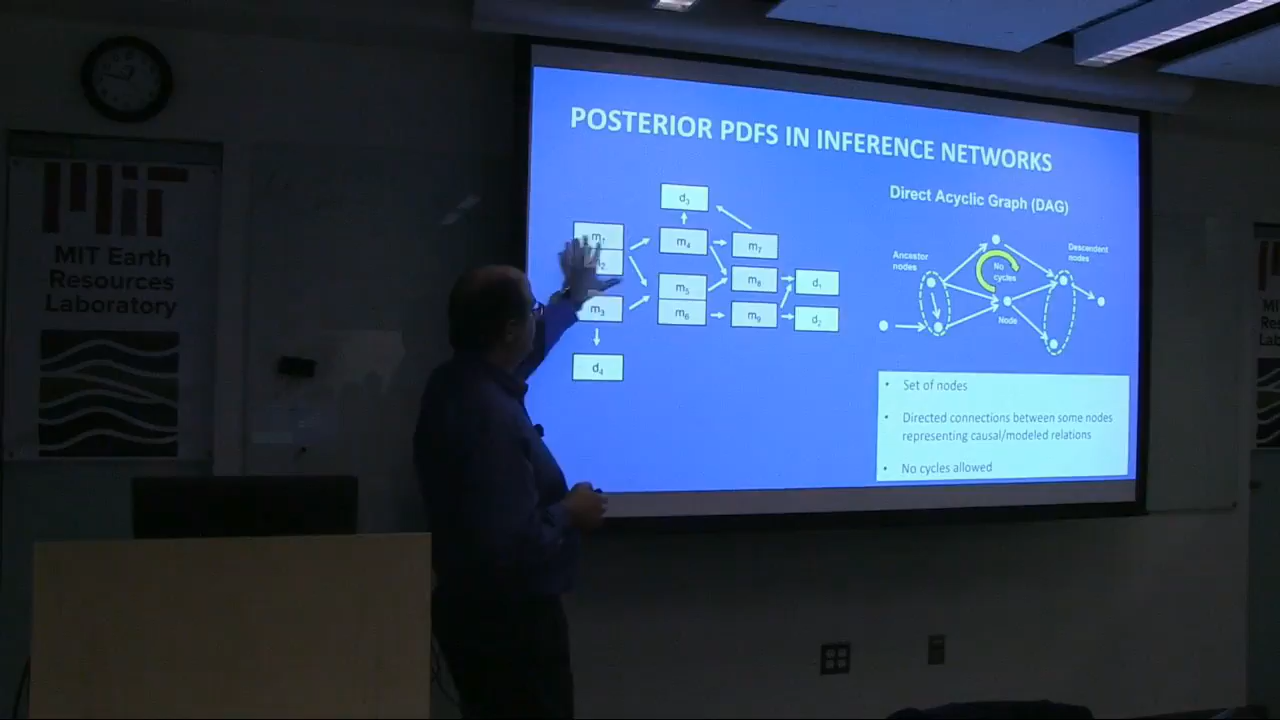 MIT
MIT Earth
Resources
Laboratory
POSTERIOR PDFS IN INFERENCE NETWORKS
d3
m1
m4
m7
m3
m5
m6
m8
m9
d1
d2
d4
Direct Acyclic Graph (DAG)
Ancestor
nodes
Descendent
nodes
No
cycles
Node
• Set of nodes
• Directed connections between some nodes
representing causal/modeled relations
• No cycles allowed